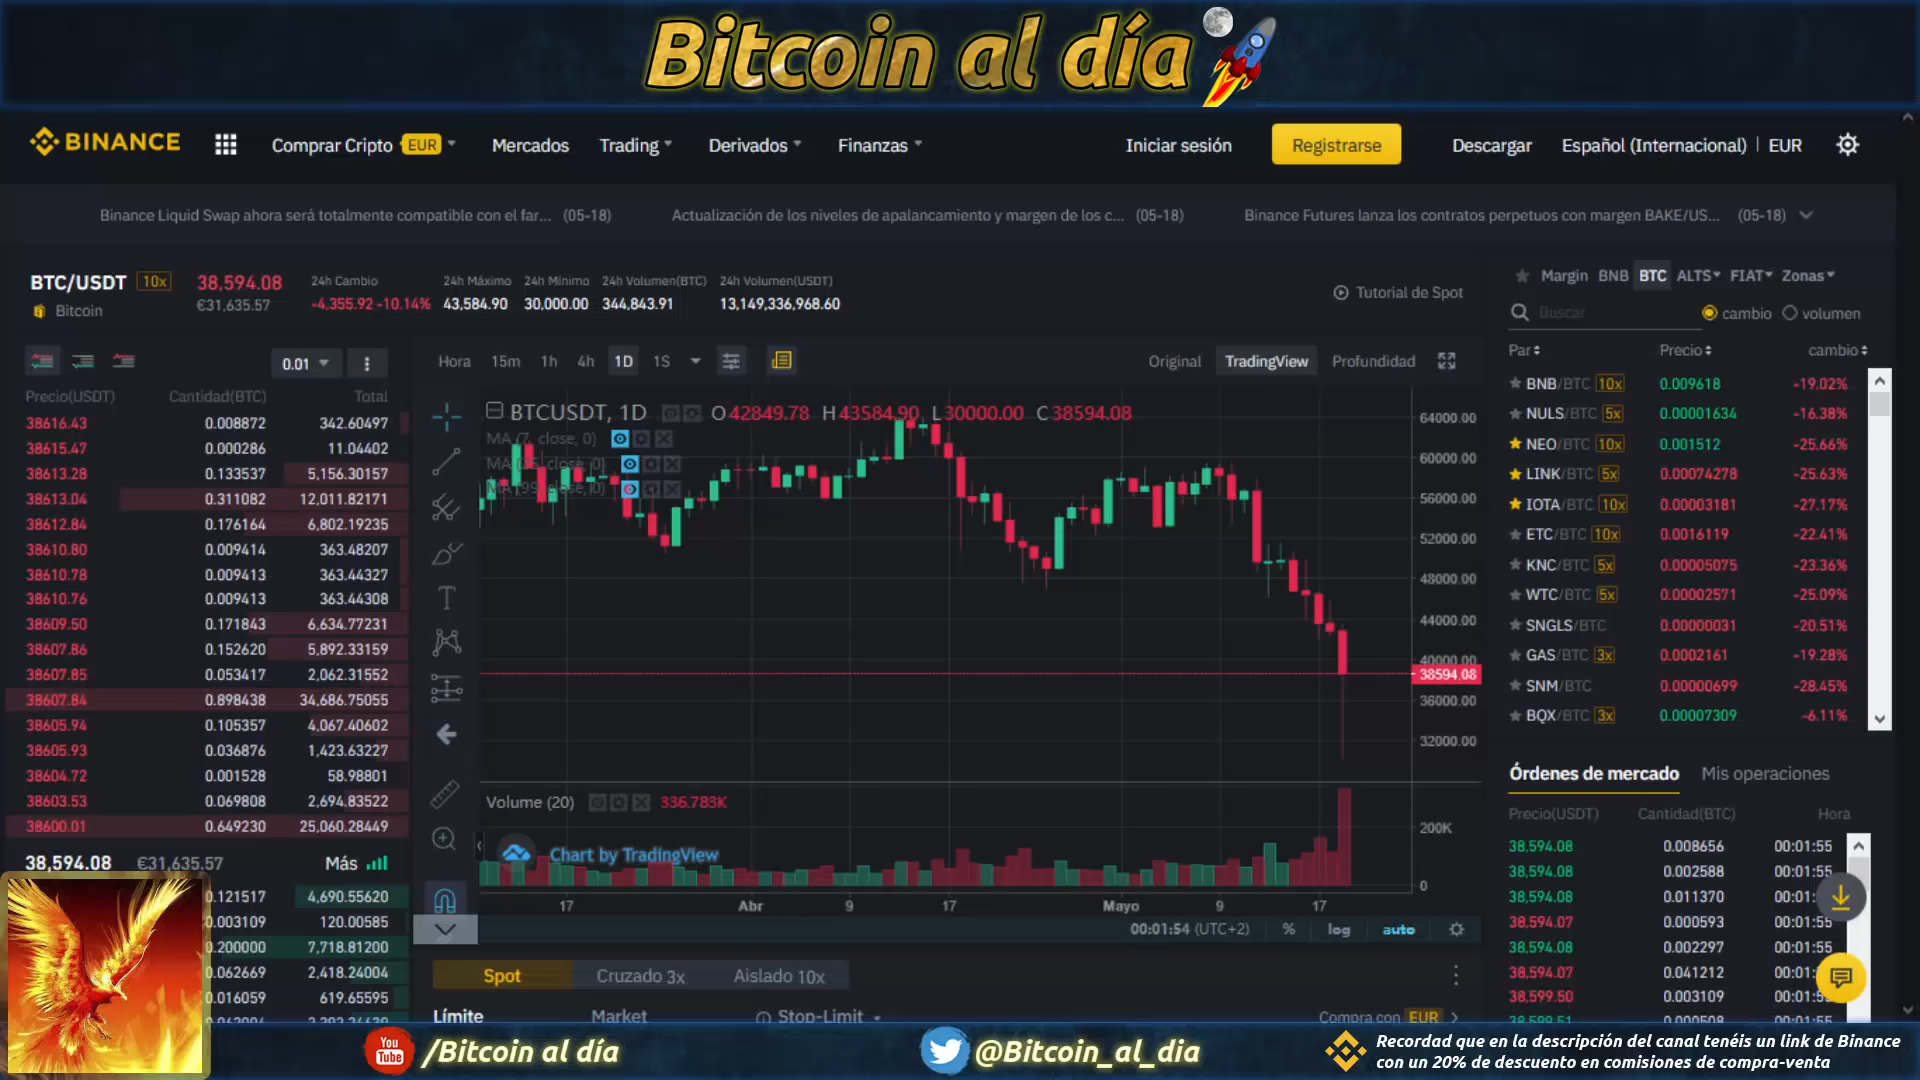 Bitcoin al día
BINANCE
Comprar Cripto EUR
Mercados
Trading
Derivados
Finanzas
Iniciar sesión
Registrarse
Descargar
Español (Internacional)
EUR
Binance Liquid Swap ahora será totalmente compatible con el far... (05-18)
Actualización de los niveles de apalancamiento y margen de los c... (05-18)
Binance Futures lanza los contratos perpetuos con margen BAKE/US... (05-18)
BTC/USDT 10x
Bitcoin
38,594.08
€31,635.57
24h Cambio
-4,355.92 -10.14%
24h Máximo
43,584.90
24h Mínimo
30,000.00
24h Volumen(BTC)
344,843.91
24h Volumen(USDT)
13,149,336,968.60
Tutorial de Spot
0.01
Precio(USDT) Cantidad(BTC) Total
38616.43 0.008872 342.60497
38615.47 0.000286 11.04402
38613.28 0.133537 5,156.30157
38613.04 0.311082 12,011.82171
38612.84 0.176164 6,802.19235
38610.80 0.009414 363.48207
38610.78 0.009413 363.44327
38610.76 0.009413 363.44308
38609.50 0.171843 6,634.77231
38607.86 0.152620 5,892.33159
38607.85 0.053417 2,062.31552
38607.84 0.898438 34,686.75055
38605.94 0.105357 4,067.40602
38605.93 0.036876 1,423.63227
38604.72 0.001528 58.98801
38603.53 0.069808 2,694.83522
38600.01 0.649230 25,060.28449
38,594.08 €31,635.57 Más
0.121517 4,690.55620
0.003109 120.00585
0.200000 7,718.81200
0.062669 2,418.24004
0.016059 619.65595
Hora 15m 1h 4h 1D 1S
Original TradingView Profundidad
BTCUSDT, 1D O42849.78 H43584.90 L30000.00 C38594.08
MA (7, close, 0)
64000.00
60000.00
56000.00
52000.00
48000.00
44000.00
40000.00
38594.08
36000.00
32000.00
Volume (20) 336.783K
200K
0
Chart by TradingView
17 Abr 9 17 Mayo 9 17
00:01:54 (UTC+2) % log auto
Spot Cruzado 3x Aislado 10x
Límite Market Stop-Limit
Compra con EUR
Margin BNB BTC ALTS FIAT Zonas
Buscar
cambio volumen
Par Precio cambio
BNB/BTC 10x 0.009618 -19.02%
NULS/BTC 5x 0.00001634 -16.38%
NEO/BTC 10x 0.001512 -25.66%
LINK/BTC 5x 0.00074278 -25.63%
IOTA/BTC 10x 0.00003181 -27.17%
ETC/BTC 10x 0.0016119 -22.41%
KNC/BTC 5x 0.00005075 -23.36%
WTC/BTC 5x 0.00002571 -25.09%
SNGLS/BTC 0.00000031 -20.51%
GAS/BTC 3x 0.0002161 -19.28%
SNM/BTC 0.00000699 -28.45%
BQX/BTC 3x 0.00007309 -6.11%
Órdenes de mercado Mis operaciones
Precio(USDT) Cantidad(BTC) Hora
38,594.08 0.008656 00:01:55
38,594.08 0.002588 00:01:55
38,594.08 0.011370 00:01:
38,594.07 0.000593 00:01:55
38,594.08 0.002297 00:01:55
38,594.07 0.041212 00:01:
38,599.50 0.003109 00:01:5
You Tube /Bitcoin al día
@Bitcoin_al_dia
Recordad que en la descripción del canal tenéis un link de Binance
con un 20% de descuento en comisiones de compra-venta